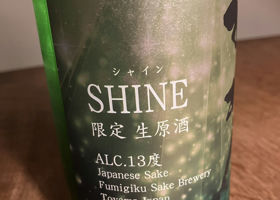 シャイン
SHINE
限定 生原酒
ALC.13度
Japanese Sake
Fumigiku Sake Brewery
Toyama Japan